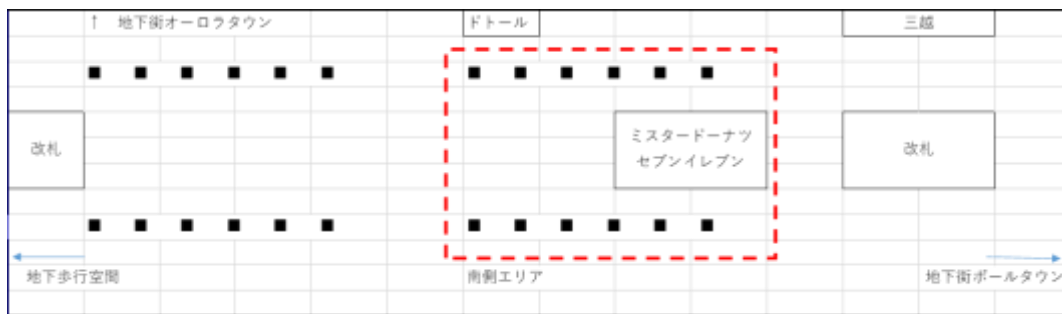 ↑ 地下街オーロラタウン
ドトール
三越
改札
ミスタードーナツ
セブンイレブン
改札
地下歩行空間
南側エリア
地下街ポールタウン